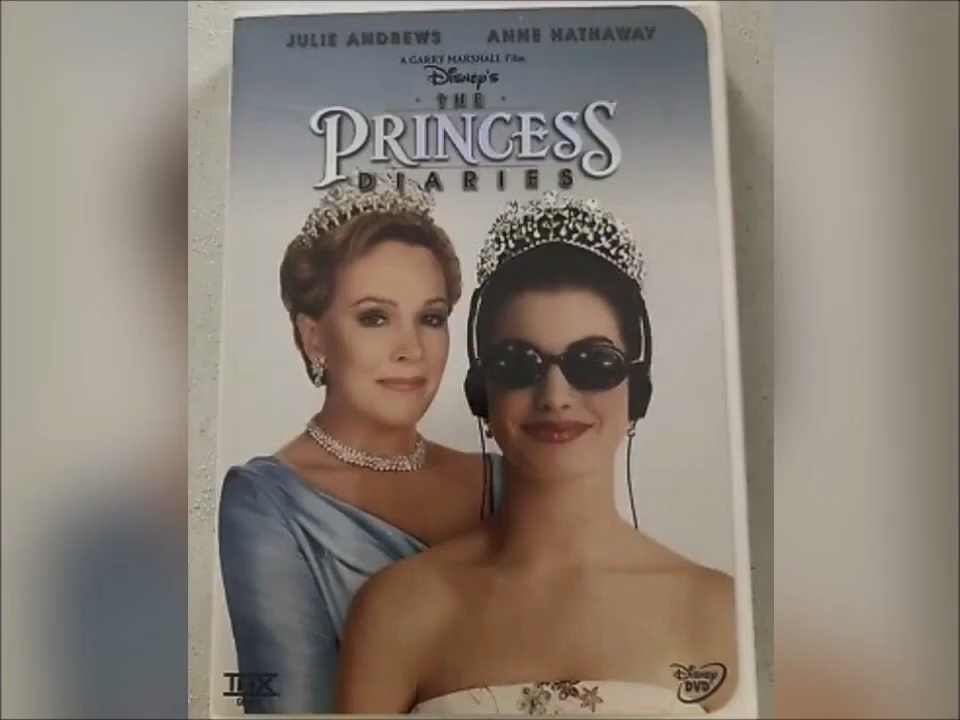 JULIE ANDREWS ANNE HATHAWAY
A GARRY MARSHALL Film
Disney's
THE
PRINCESS
DIARIES
THX
Disney
DVD